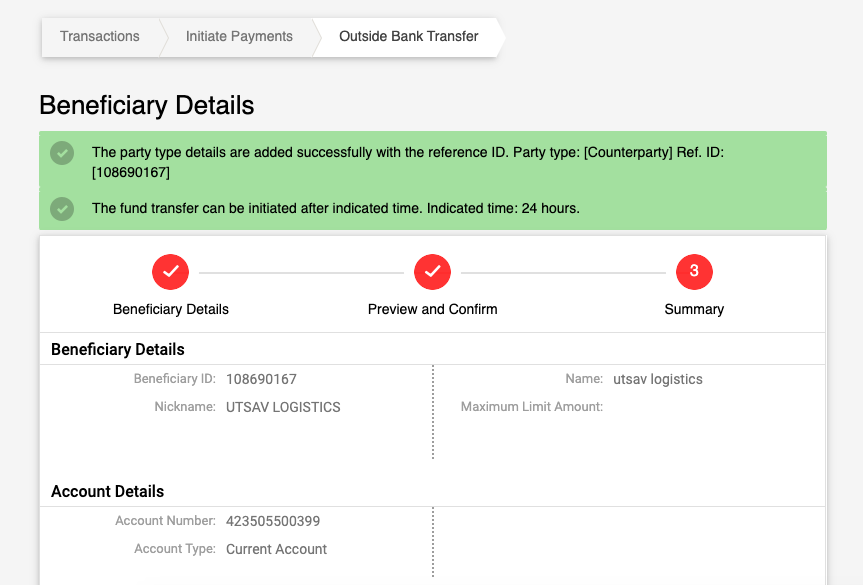 Transactions
Initiate Payments
Outside Bank Transfer
Beneficiary Details
The party type details are added successfully with the reference ID. Party type: [Counterparty] Ref. ID:
[108690167]
The fund transfer can be initiated after indicated time. Indicated time: 24 hours.
3
Beneficiary Details
Preview and Confirm
Summary
Beneficiary Details
Beneficiary ID: 108690167
Name: utsav logistics
Nickname: UTSAV LOGISTICS
Maximum Limit Amount:
Account Details
Account Number: 423505500399
Account Type: Current Account